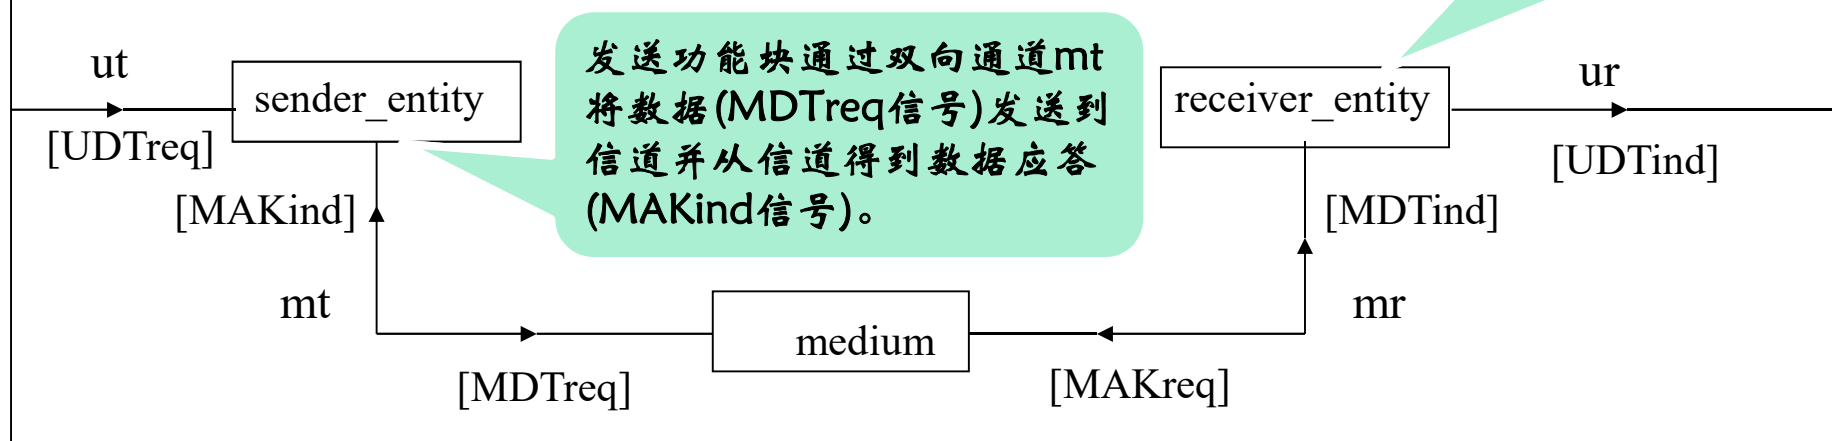 ut
[UDTreq]
sender_entity
发送功能块通过双向通道mt
将数据(MDTreq信号)发送到
信道并从信道得到数据应答
(MAKind信号)。
receiver_entity
ur
[UDTind]
[MAKind]
[MDTind]
mt
mr
medium
[MDTreq]
[MAKreq]